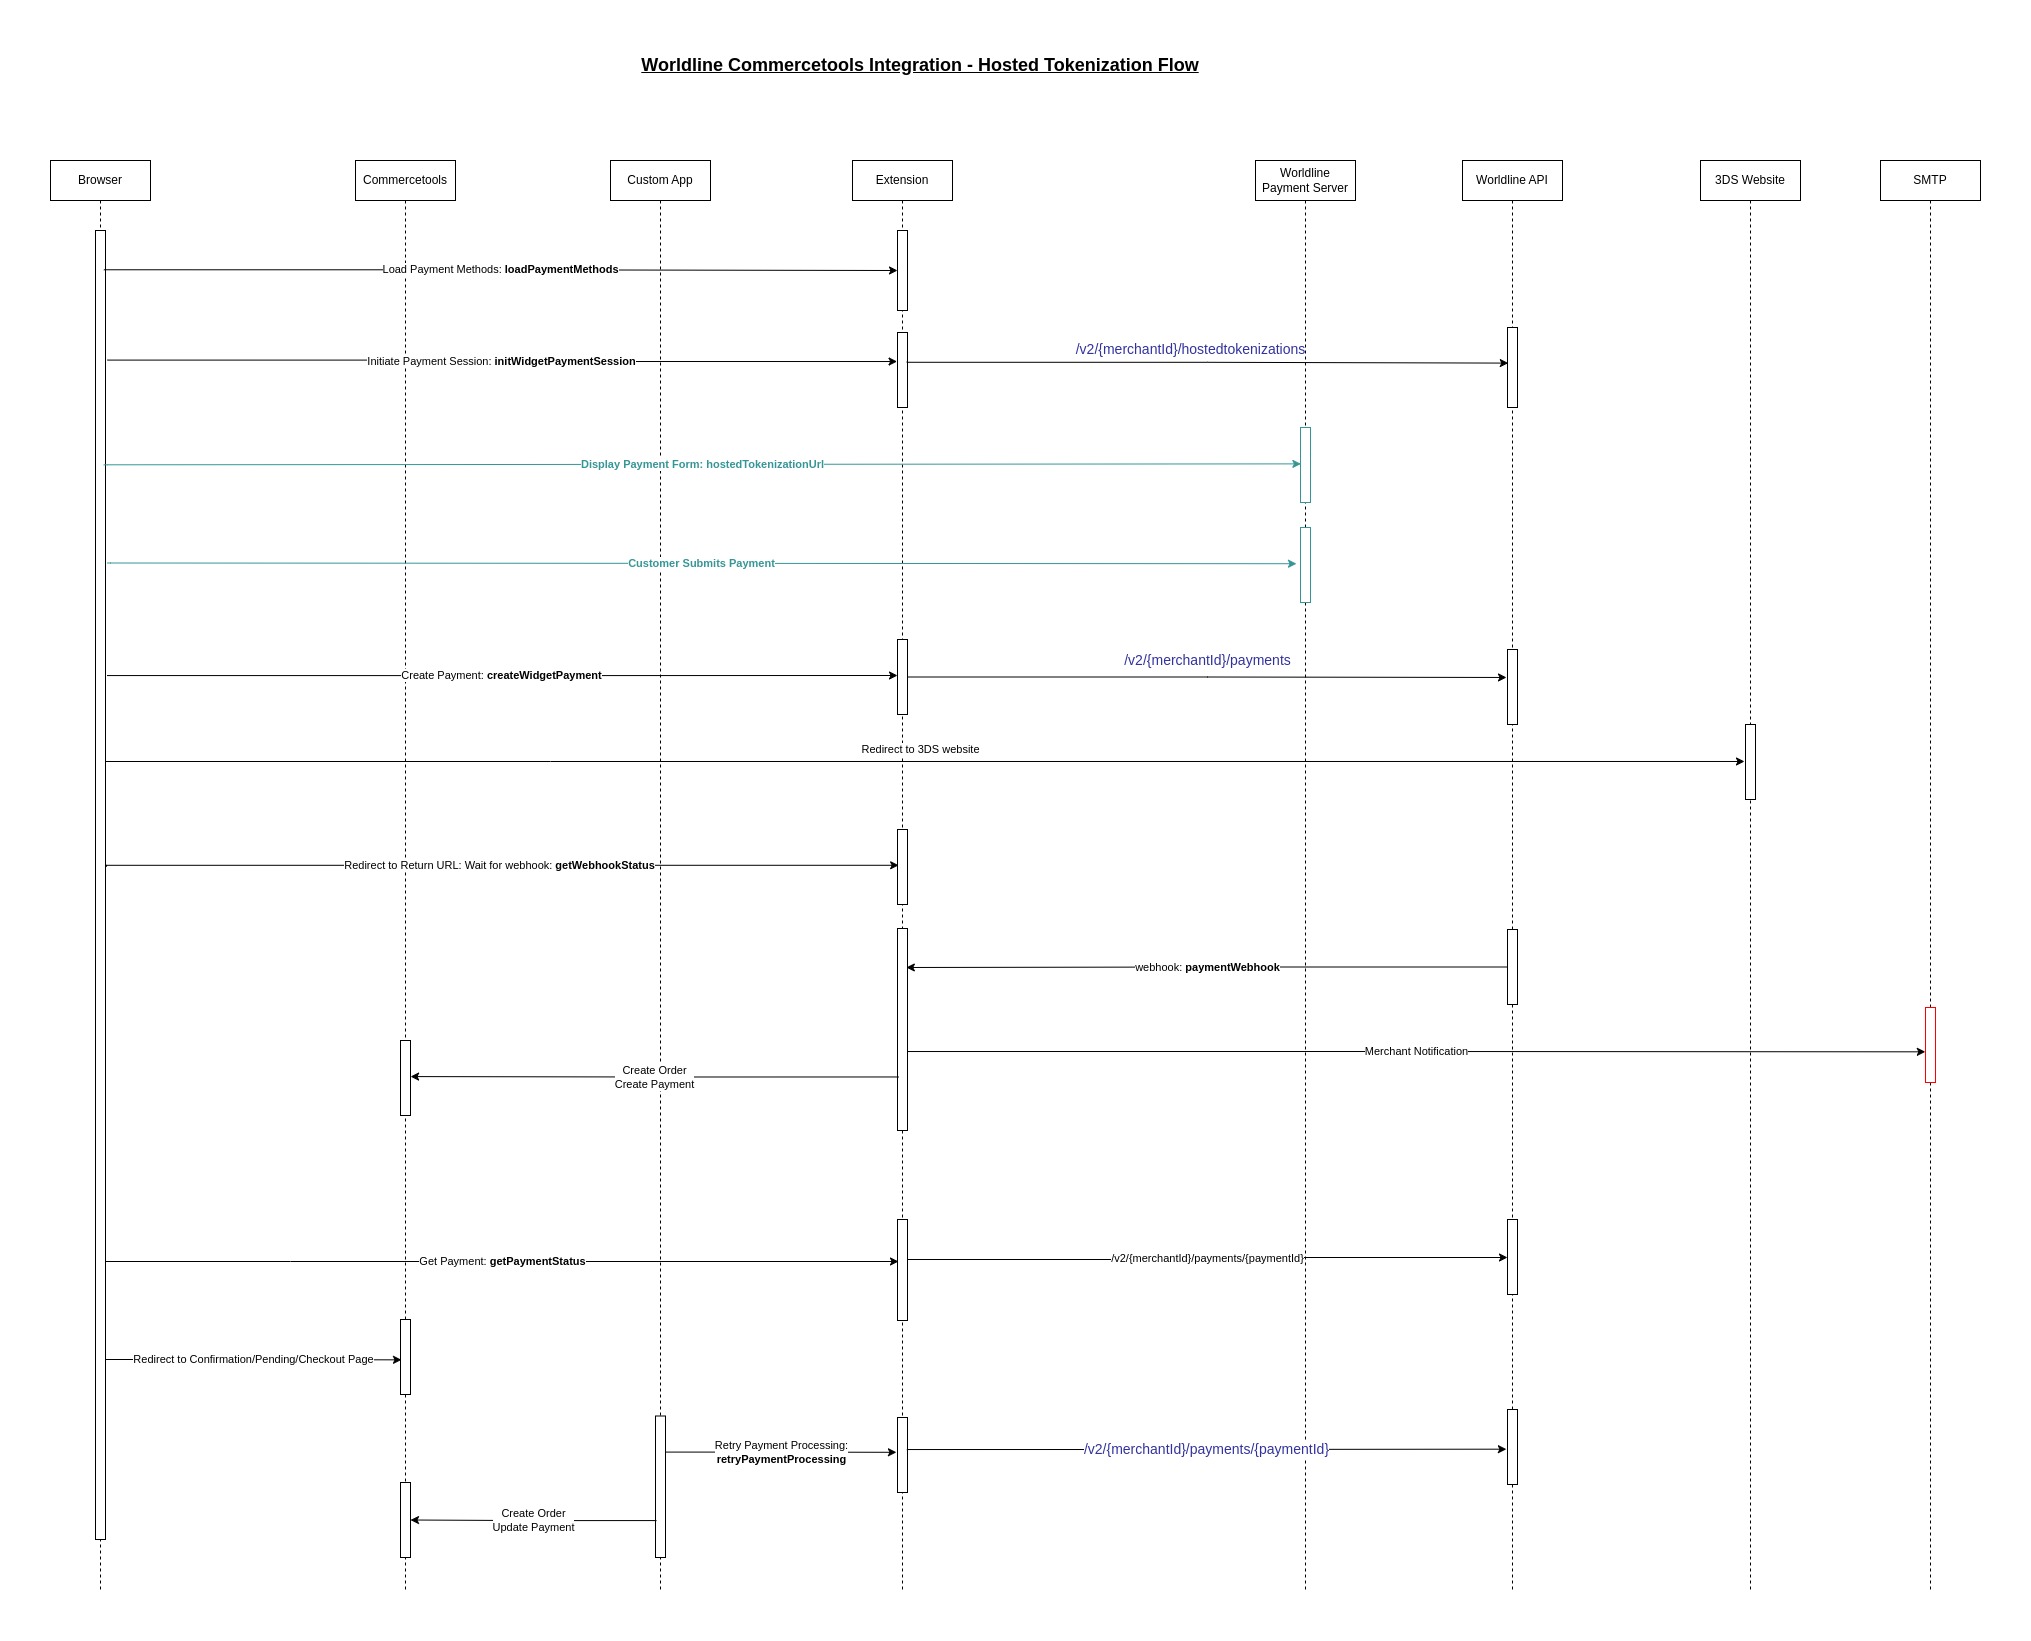 Worldline Commercetools Integration - Hosted Tokenization Flow
Browser
Commercetools
Custom App
Extension
Worldline
Payment Server
Worldline API
3DS Website
SMTP
Load Payment Methods: loadPaymentMethods
Initiate Payment Session: initWidgetPaymentSession
/v2/{merchantId}/hostedtokenizations
Display Payment Form: hostedTokenizationUrl
Customer Submits Payment
Create Payment: createWidgetPayment
/v2/{merchantId}/payments
Redirect to 3DS website
Redirect to Return URL: Wait for webhook: getWebhookStatus
webhook: paymentWebhook
Merchant Notification
Create Order
Create Payment
Get Payment: getPaymentStatus
/v2/{merchantId}/payments/{paymentId}
Redirect to Confirmation/Pending/Checkout Page
Retry Payment Processing:
retryPaymentProcessing
/v2/{merchantId}/payments/{paymentId}
Create Order
Update Payment